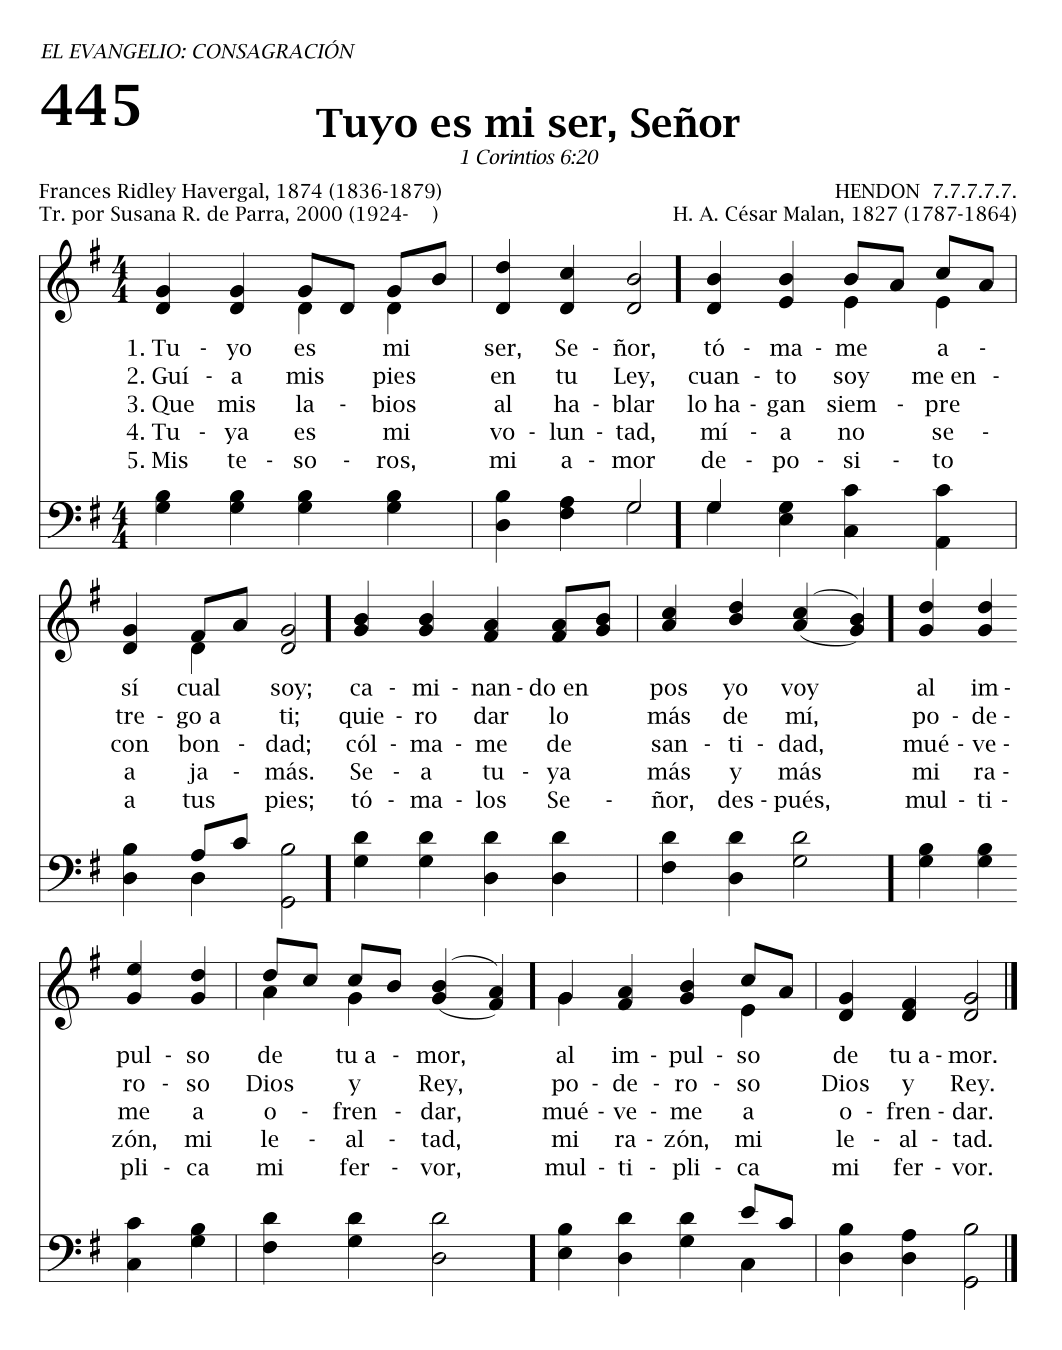 EL EVANGELIO: CONSAGRACIÓN
445
Tuyo es mi ser, Señor
1 Corintios 6:20
Frances Ridley Havergal, 1874 (1836-1879)
HENDON 7.7.7.7.7.
Tr. por Susana R. de Parra, 2000 (1924- )
H. A. César Malan, 1827 (1787-1864)
1. Tu - yo es mi ser, Se - ñor, tó - ma - me a -
2. Guí - a mis pies en tu Ley, cuan - to soy me en -
3. Que mis la - bios al ha - blar lo ha - gan siem - pre
4. Tu - ya es mi vo - lun - tad, mí - a no se -
5. Mis te - so - ros, mi a - mor de - po - si - to
sí cual soy; ca - mi - nan - do en pos yo voy al im -
tre - go a ti; quie - ro dar lo más de mí, po - de -
con bon - dad; cól - ma - me de san - ti - dad, mué - ve -
a ja - más. Se - a tu - ya más y más mi ra -
a tus pies; tó - ma - los Se - ñor, des - pués, mul - ti -
pul - so de tu a - mor, al im - pul - so de tu a - mor.
ro - so Dios y Rey, po - de - ro - so Dios y Rey.
me a o - fren - dar, mué - ve - me a o - fren - dar.
zón, mi le - al - tad, mi ra - zón, mi le - al - tad.
pli - ca mi fer - vor, mul - ti - pli - ca mi fer - vor.